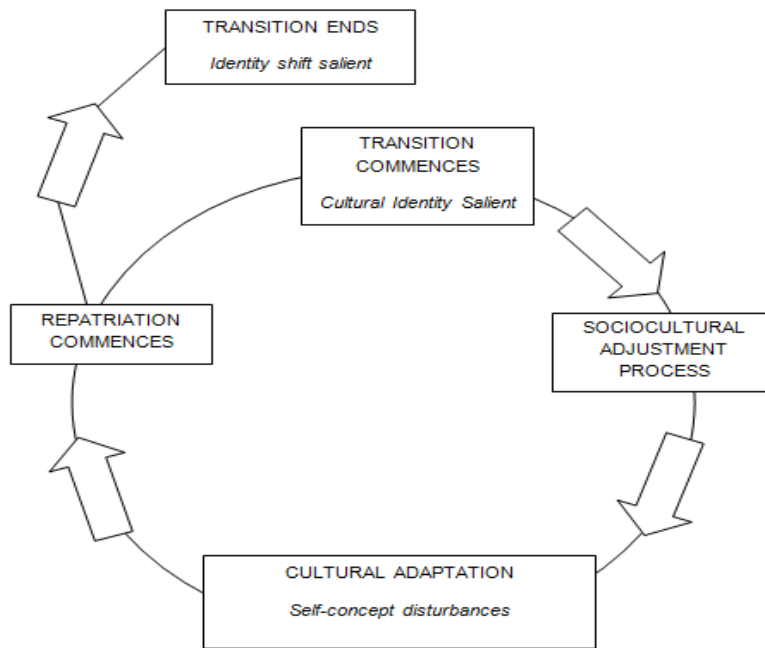 TRANSITION ENDS
Identity shift salient
TRANSITION
COMMENCES
Cultural Identity Salient
REPATRIATION
COMMENCES
SOCIOCULTURAL
ADJUSTMENT
PROCESS
CULTURAL ADAPTATION
Self-concept disturbances